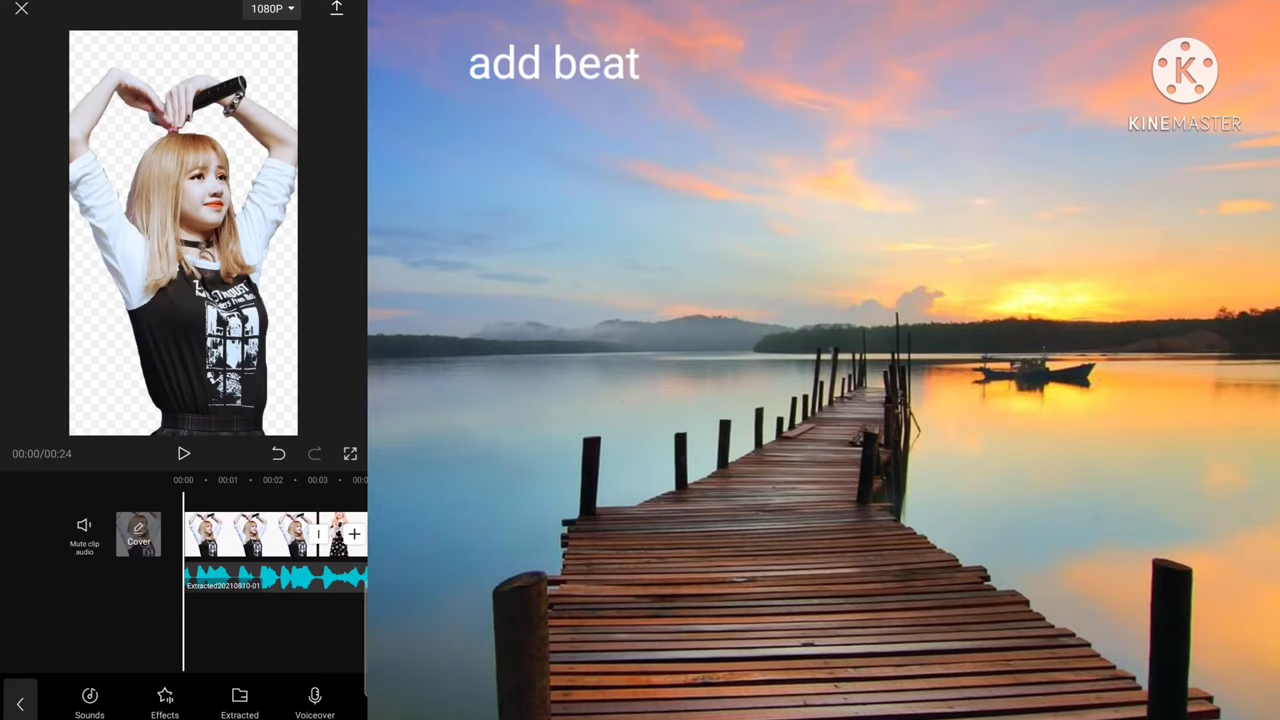 1080P
add beat
K
KINEMASTER
00:00/00:24
00:00
00:01
00:02
00:03
Mute clip
audio
Cover
Extracted20210810-01
Sounds
Effects
Extracted
Voiceover